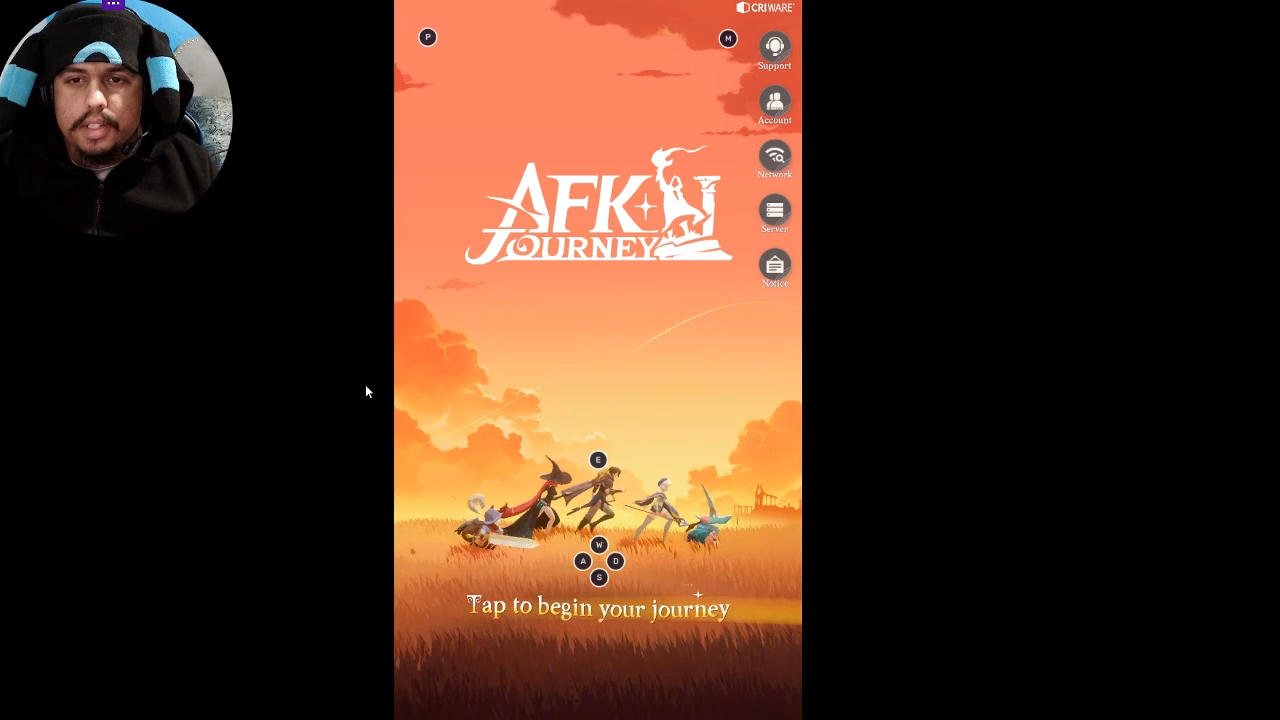 CRIWARE
P
M
Support
Account
Network
Server
Notice
AFK
JOURNEY
E
W
A
D
S
Tap to begin your journey